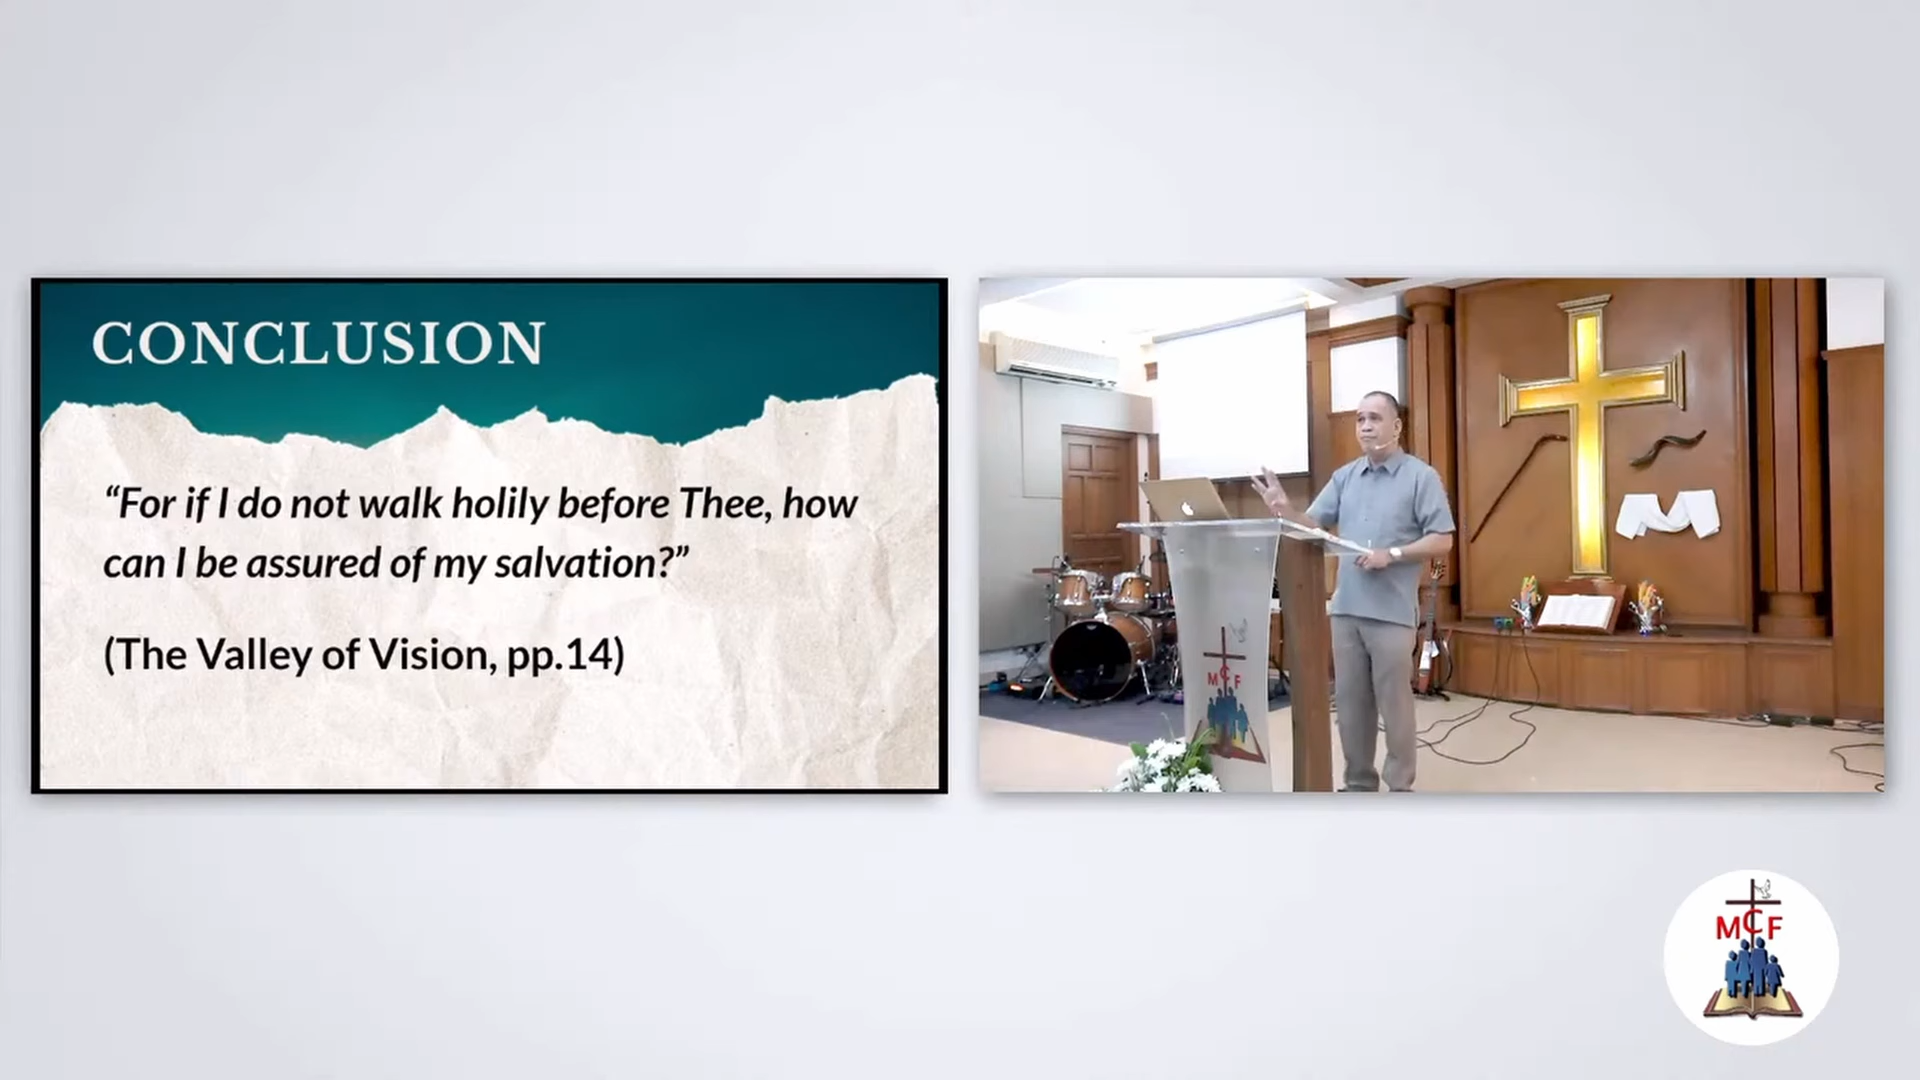 CONCLUSION
“For if I do not walk holily before Thee, how
can I be assured of my salvation?”
(The Valley of Vision, pp.14)
MCF
MCF